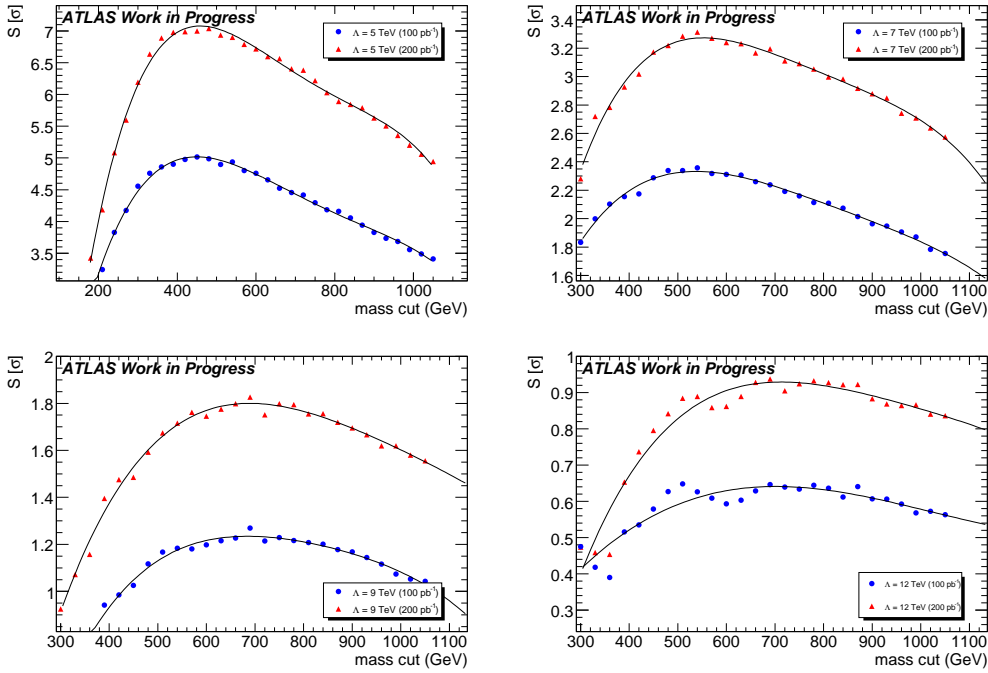 ATLAS Work in Progress
S [σ]
7
6.5
6
5.5
5
4.5
4
3.5
Λ = 5 TeV (100 pb⁻¹)
Λ = 5 TeV (200 pb⁻¹)
200 400 600 800 1000
mass cut (GeV)
ATLAS Work in Progress
S [σ]
3.4
3.2
3
2.8
2.6
2.4
2.2
2
1.8
1.6
Λ = 7 TeV (100 pb⁻¹)
Λ = 7 TeV (200 pb⁻¹)
300 400 500 600 700 800 900 1000 1100
mass cut (GeV)
ATLAS Work in Progress
S [σ]
2
1.8
1.6
1.4
1.2
1
Λ = 9 TeV (100 pb⁻¹)
Λ = 9 TeV (200 pb⁻¹)
300 400 500 600 700 800 900 1000 1100
mass cut (GeV)
ATLAS Work in Progress
S [σ]
1
0.9
0.8
0.7
0.6
0.5
0.4
0.3
Λ = 12 TeV (100 pb⁻¹)
Λ = 12 TeV (200 pb⁻¹)
300 400 500 600 700 800 900 1000 1100
mass cut (GeV)